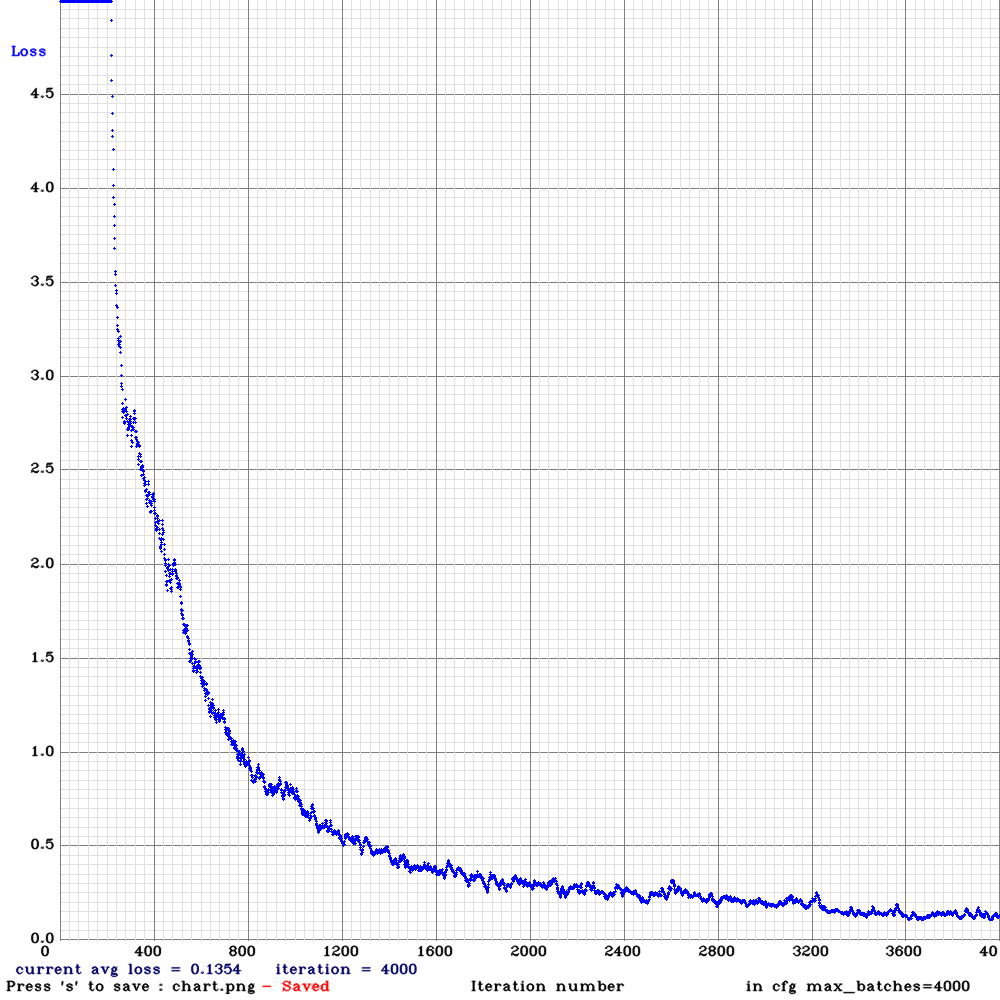 Loss
4.5
4.0
3.5
3.0
2.5
2.0
1.5
1.0
0.5
0.0
0 400 800 1200 1600 2000 2400 2800 3200 3600 40
current avg loss = 0.1354 iteration = 4000
Press 's' to save : chart.png - Saved Iteration number in cfg max_batches=4000